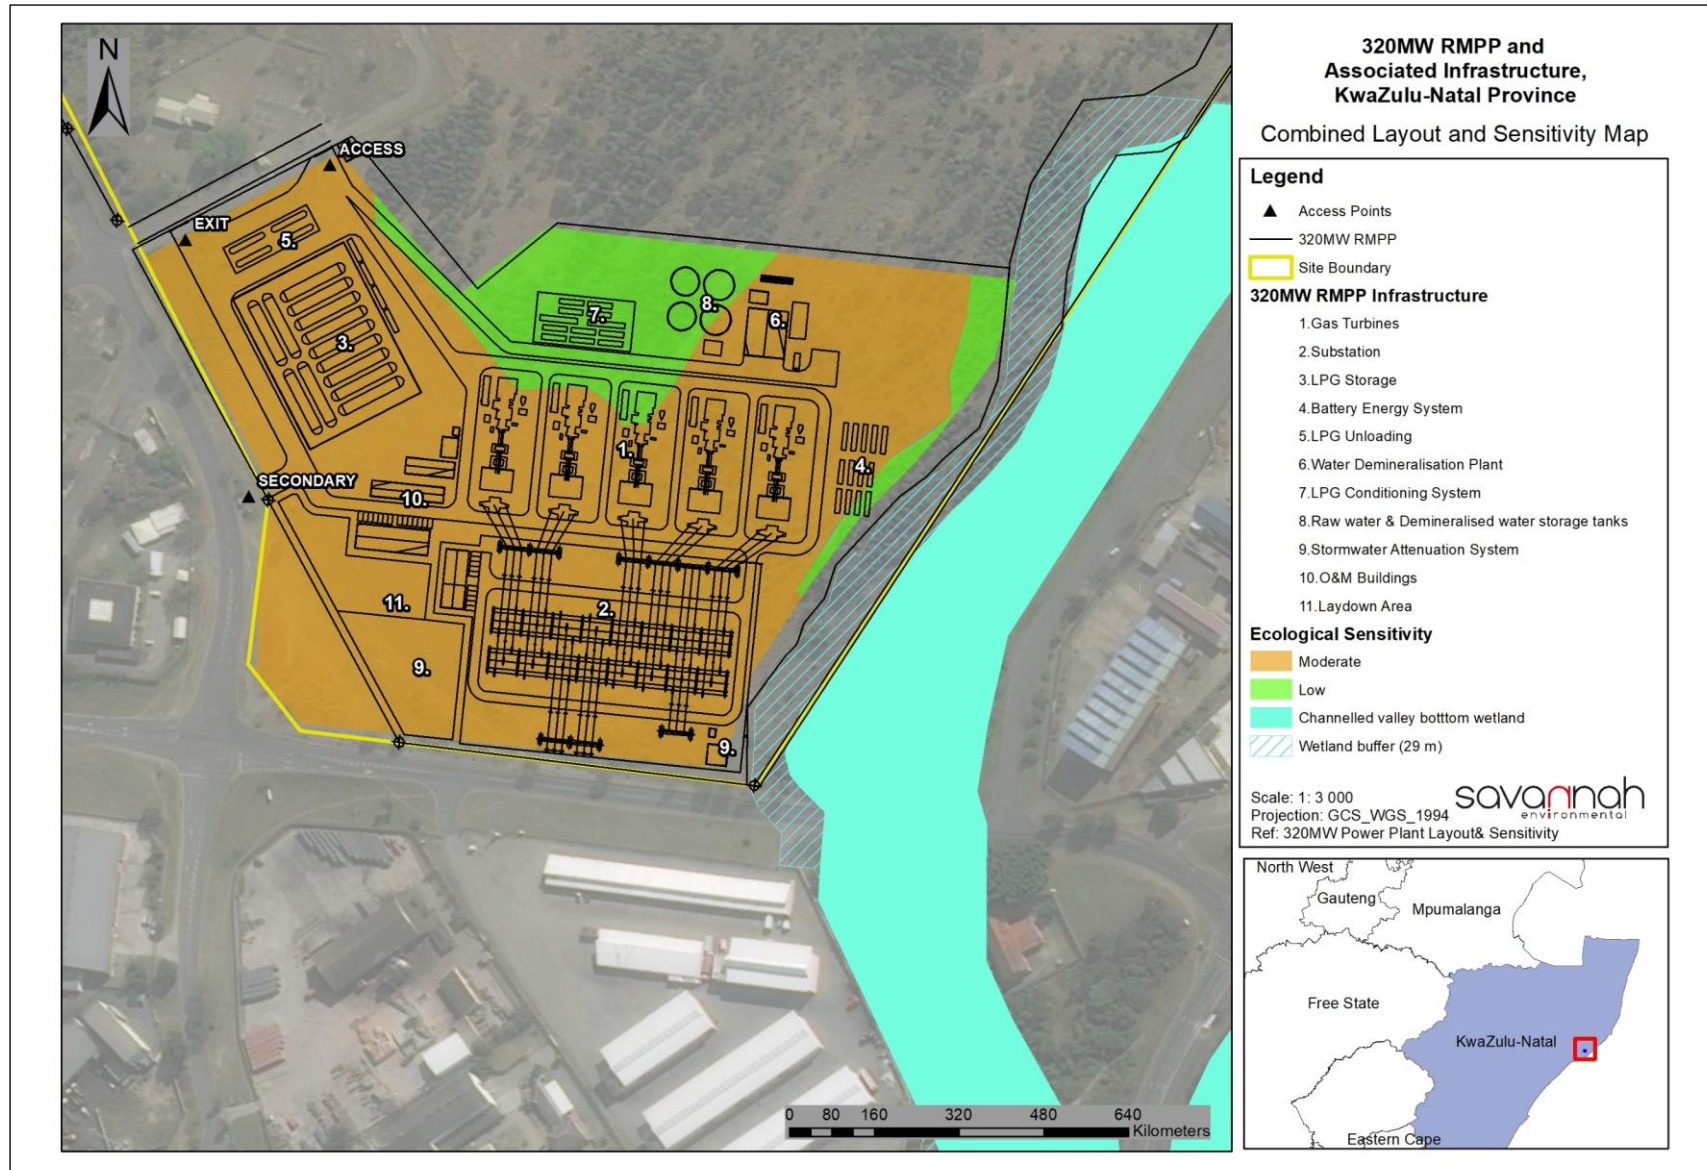 N
ACCESS
EXIT
5.
7.
8.
6.
3.
1.
4.
SECONDARY
10.
2.
11.
9.
9.
0 80 160 320 480 640
Kilometers
320MW RMPP and
Associated Infrastructure,
KwaZulu-Natal Province
Combined Layout and Sensitivity Map
Legend
Access Points
320MW RMPP
Site Boundary
320MW RMPP Infrastructure
1.Gas Turbines
2.Substation
3.LPG Storage
4.Battery Energy System
5.LPG Unloading
6.Water Demineralisation Plant
7.LPG Conditioning System
8.Raw water & Demineralised water storage tanks
9.Stormwater Attenuation System
10.O&M Buildings
11.Laydown Area
Ecological Sensitivity
Moderate
Low
Channelled valley botttom wetland
Wetland buffer (29 m)
Scale: 1: 3 000
Projection: GCS_WGS_1994
Ref: 320MW Power Plant Layout& Sensitivity
savannah
environmental
North West
Gauteng
Mpumalanga
Free State
KwaZulu-Natal
Eastern Cape